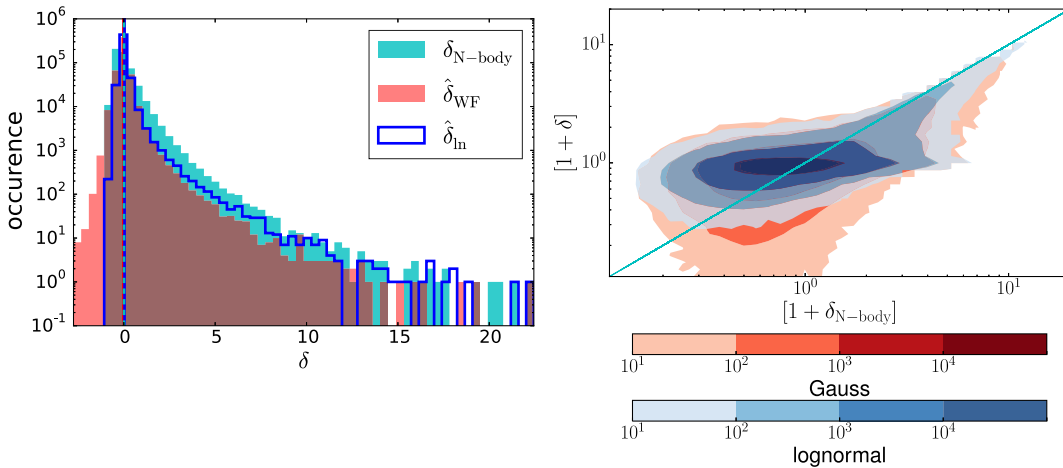 10^6
10^5
10^4
10^3
10^2
10^1
10^0
10^-1
occurence
0
5
10
15
20
δ
δ_N−body
δ̂_WF
δ̂_ln
10^1
10^0
[1 + δ]
10^0
10^1
[1 + δ_N−body]
10^1
10^2
10^3
10^4
Gauss
10^1
10^2
10^3
10^4
lognormal